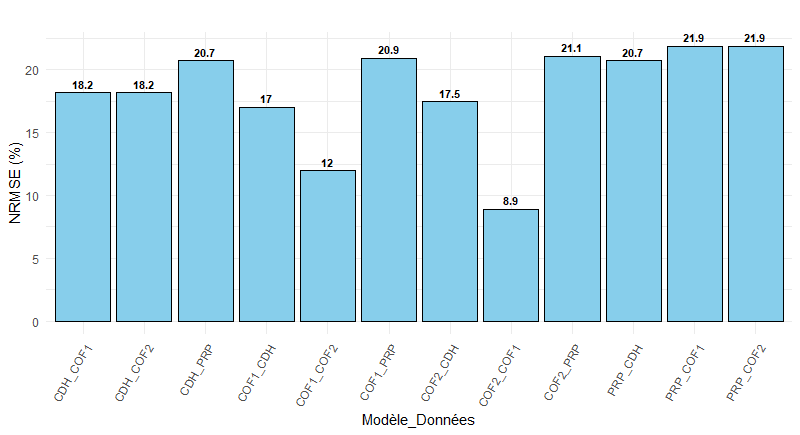 21.9 21.9
20.7 20.9 21.1 20.7
18.2 18.2
17 17.5
12
8.9
NRMSE (%)
20
15
10
5
0
CDH_COF1 CDH_COF2 CDH_PRP COF1_CDH COF1_COF2 COF1_PRP COF2_CDH COF2_COF1 COF2_PRP PRP_CDH PRP_COF1 PRP_COF2
Modèle_Données